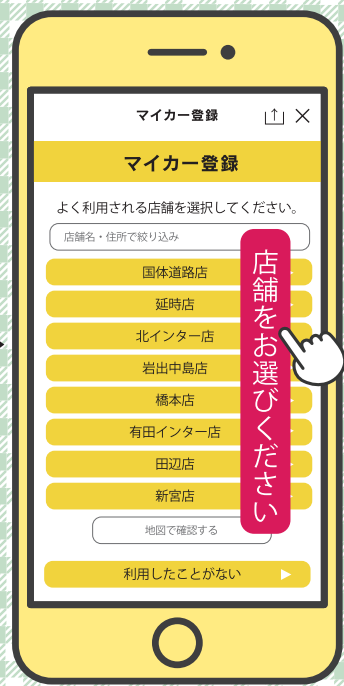 マイカー登録
マイカー登録
よく利用される店舗を選択してください。
店舗名・住所で絞り込み
国体道路店
延時店
北インター店
岩出中島店
橋本店
有田インター店
田辺店
新宮店
地図で確認する
利用したことがない
店舗をお選びください